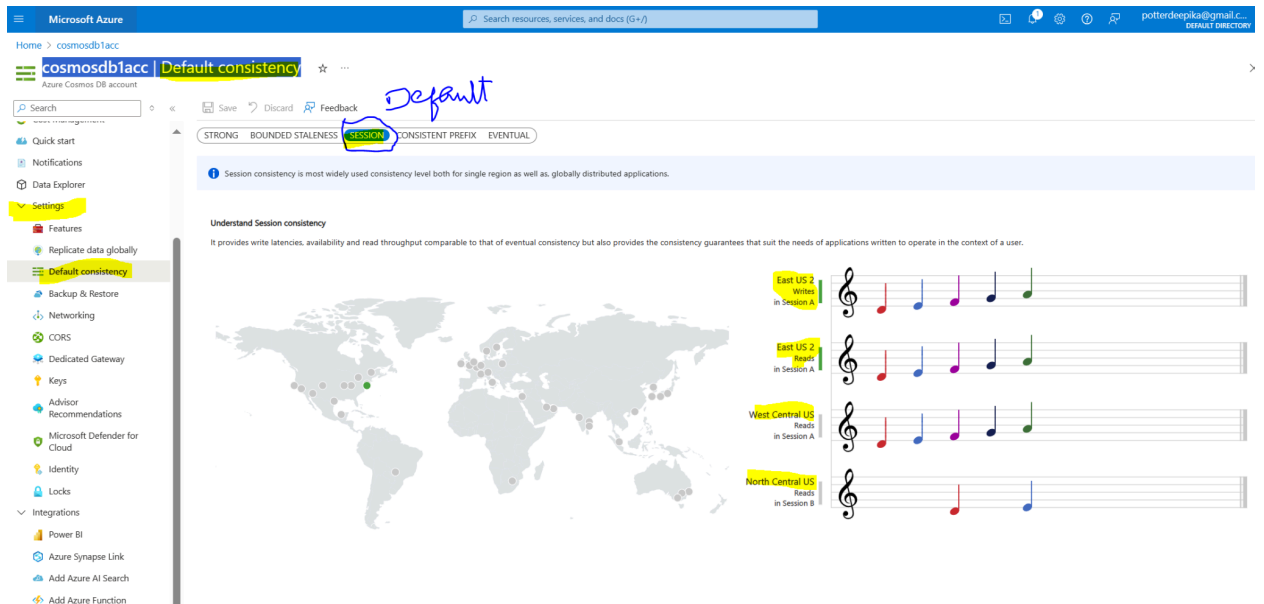 Microsoft Azure
Search resources, services, and docs (G+/)
1
potterdeepika@gmail.c...
DEFAULT DIRECTORY
Home > cosmosdb1acc
cosmosdb1acc | Default consistency
Azure Cosmos DB account
Search
Save Discard Feedback
Default
Cost Management
Quick start
Notifications
Data Explorer
Settings
Features
Replicate data globally
Default consistency
Backup & Restore
Networking
CORS
Dedicated Gateway
Keys
Advisor
Recommendations
Microsoft Defender for
Cloud
Identity
Locks
Integrations
Power BI
Azure Synapse Link
Add Azure AI Search
Add Azure Function
STRONG BOUNDED STALENESS SESSION CONSISTENT PREFIX EVENTUAL
Session consistency is most widely used consistency level both for single region as well as, globally distributed applications.
Understand Session consistency
It provides write latencies, availability and read throughput comparable to that of eventual consistency but also provides the consistency guarantees that suit the needs of applications written to operate in the context of a user.
East US 2
Writes
in Session A
East US 2
Reads
in Session A
West Central US
Reads
in Session A
North Central US
Reads
in Session B